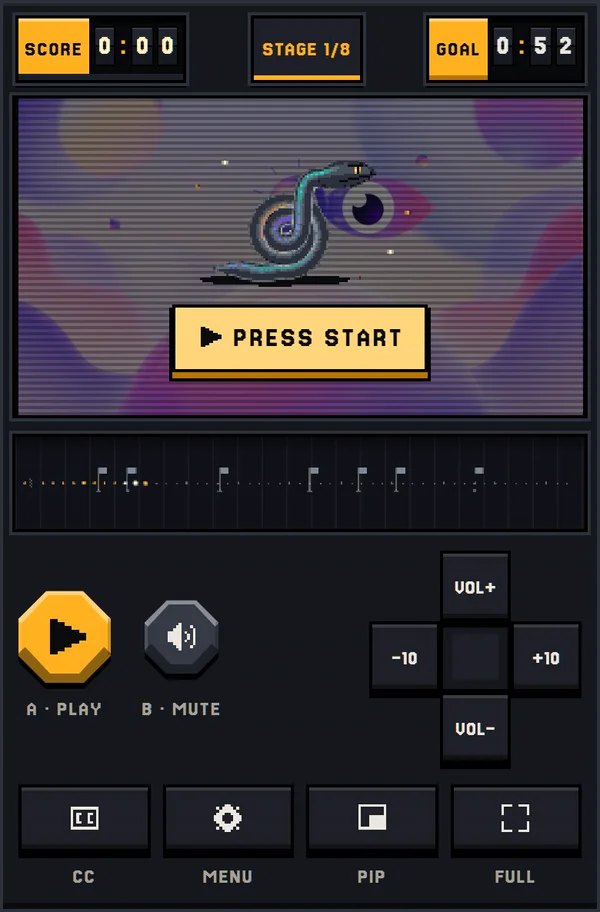 SCORE 0:00
STAGE 1/8
GOAL 0:52
PRESS START
VOL+
-10
+10
VOL-
A · PLAY
B · MUTE
CC
CC
MENU
PIP
FULL